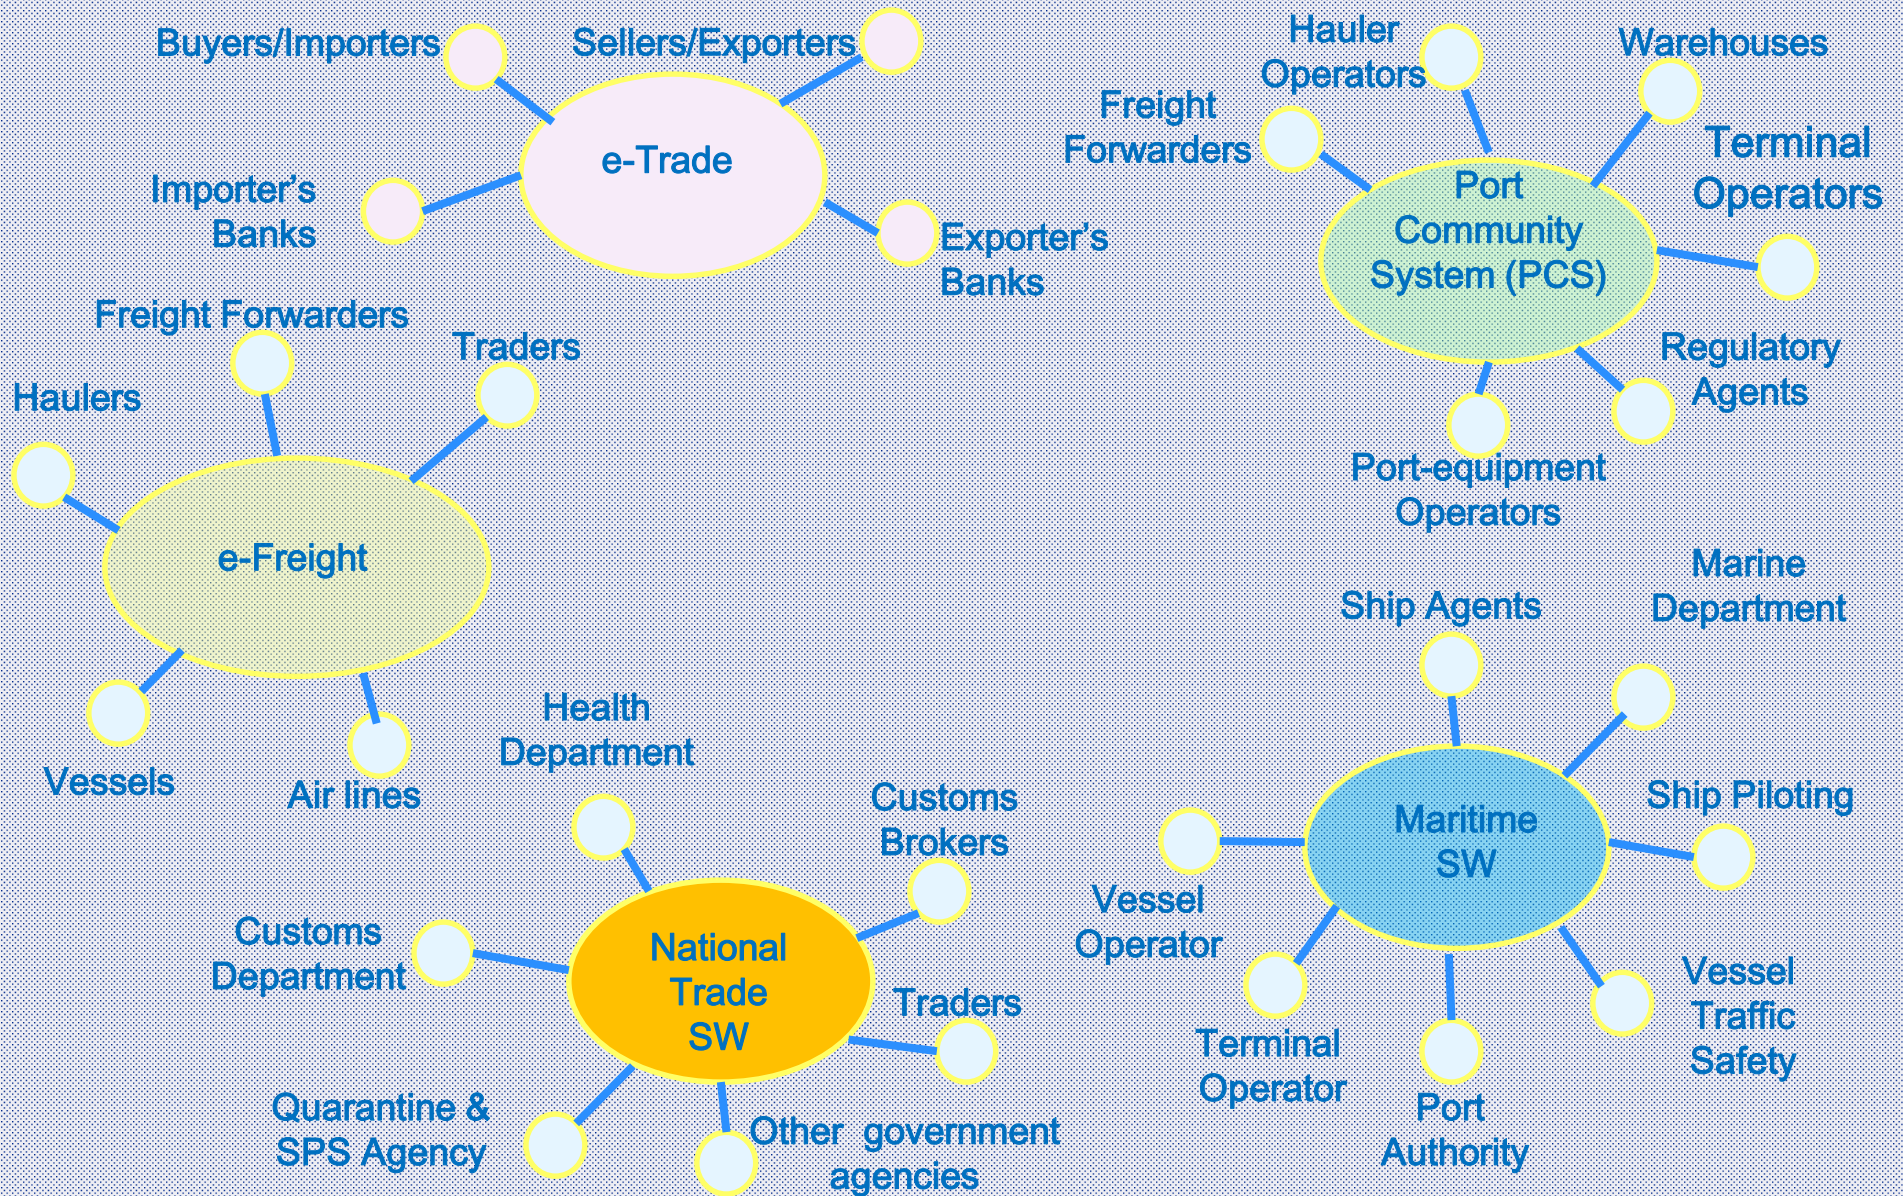 Buyers/Importers
Sellers/Exporters
e-Trade
Importer’s
Banks
Exporter’s
Banks
Hauler
Operators
Warehouses
Freight
Forwarders
Terminal
Operators
Port
Community
System (PCS)
Regulatory
Agents
Port-equipment
Operators
Freight Forwarders
Traders
Haulers
e-Freight
Vessels
Air lines
Health
Department
Customs
Brokers
Customs
Department
National
Trade
SW
Traders
Quarantine &
SPS Agency
Other government
agencies
Marine
Department
Ship Agents
Ship Piloting
Maritime
SW
Vessel
Operator
Terminal
Operator
Port
Authority
Vessel
Traffic
Safety